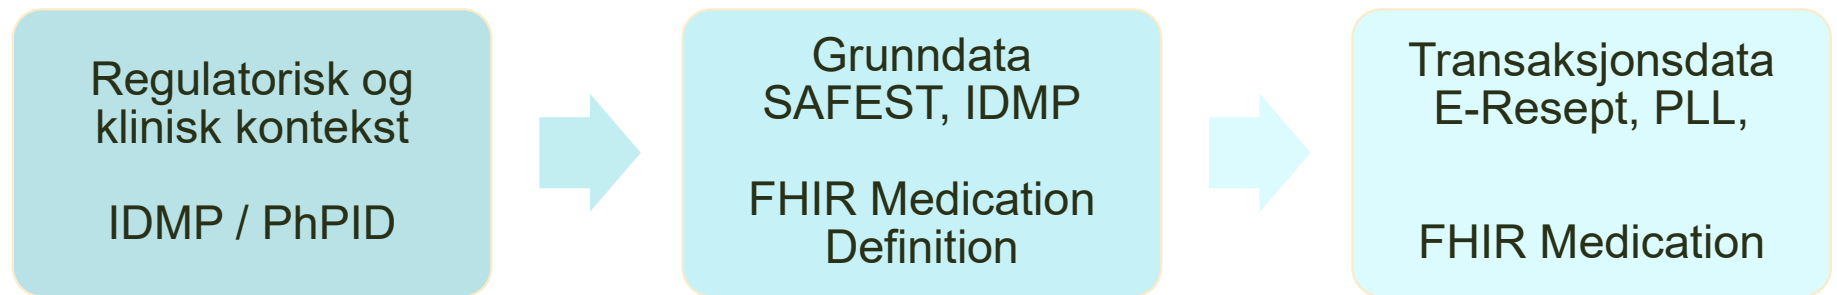 Regulatorisk og
klinisk kontekst
IDMP / PhPID
Grunndata
SAFEST, IDMP
FHIR Medication
Definition
Transaksjonsdata
E-Resept, PLL,
FHIR Medication